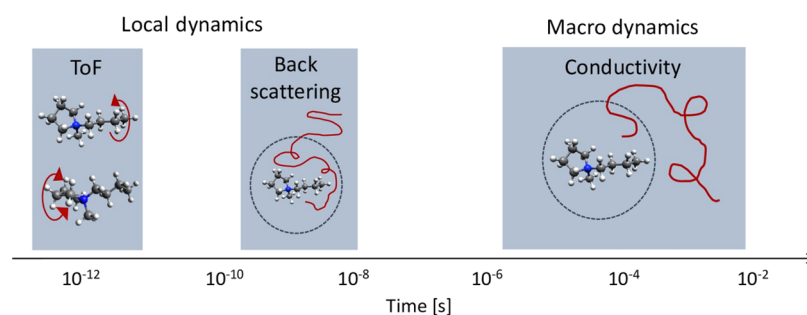 Local dynamics
Macro dynamics
ToF
Back
scattering
Conductivity
10-12
10-10
10-8
10-6
10-4
10-2
Time [s]